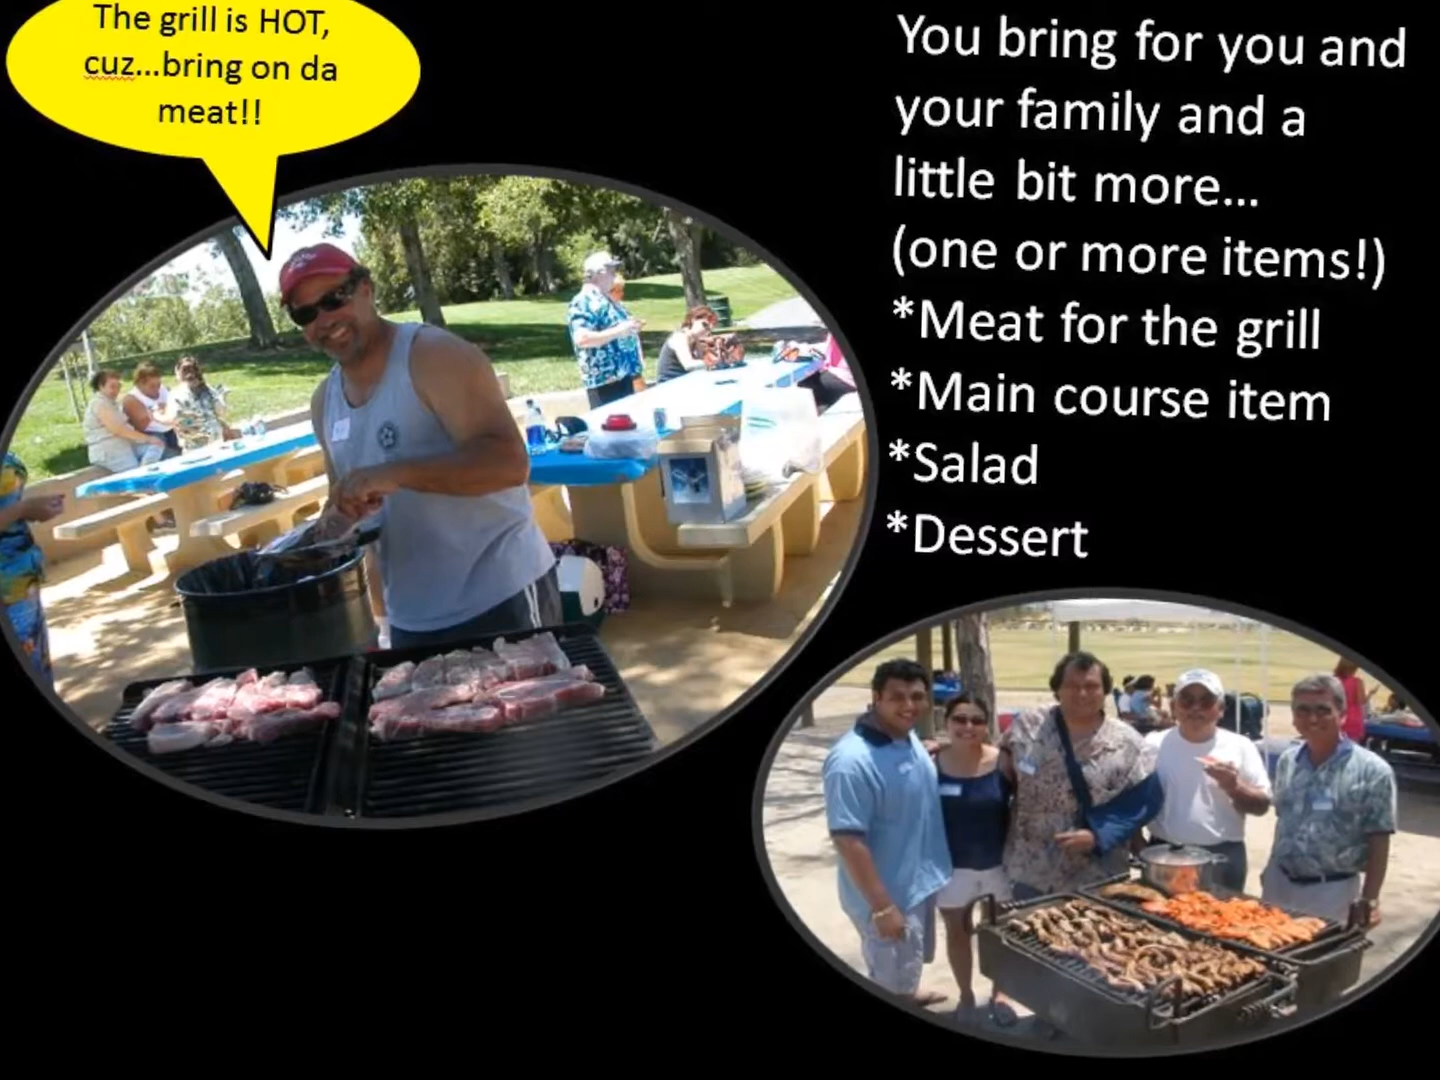 The grill is HOT,
cuz...bring on da
meat!!
You bring for you and
your family and a
little bit more...
(one or more items!)
*Meat for the grill
*Main course item
*Salad
*Dessert